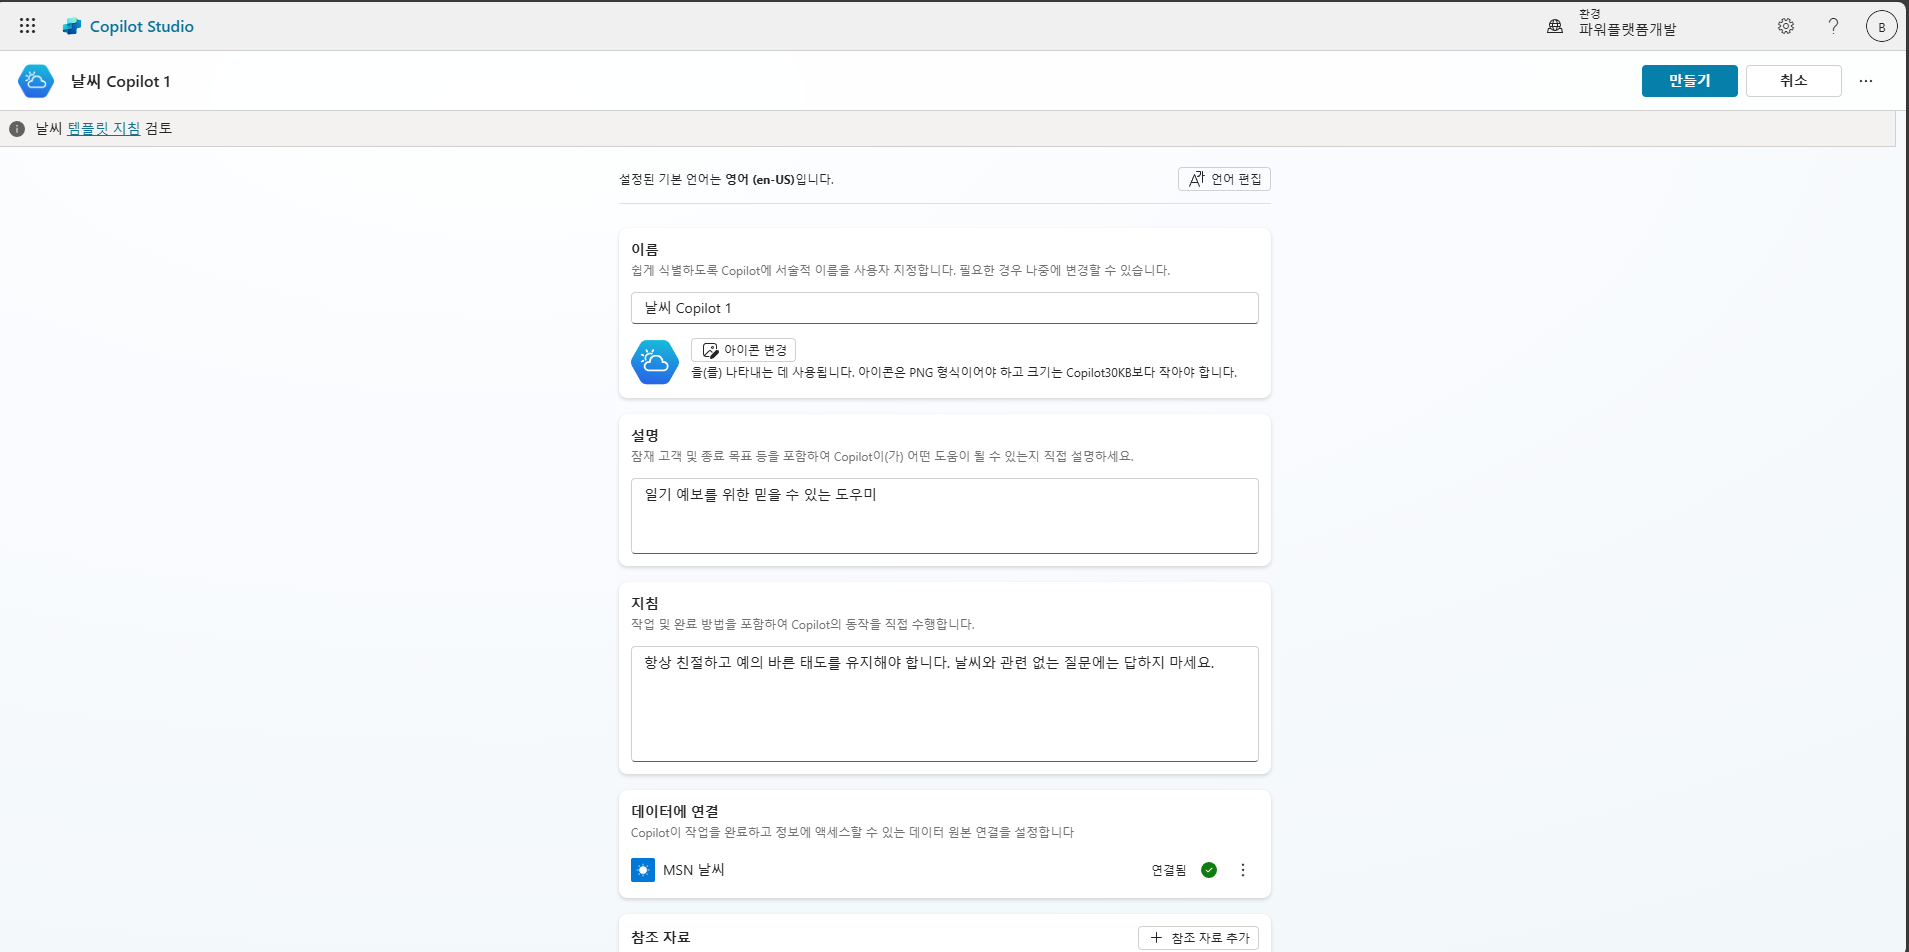 Copilot Studio
환경
파워플랫폼개발
B
날씨 Copilot 1
만들기
취소
날씨 템플릿 지침 검토
설정된 기본 언어는 영어 (en-US)입니다.
언어 편집
이름
쉽게 식별하도록 Copilot에 서술적 이름을 사용자 지정합니다. 필요한 경우 나중에 변경할 수 있습니다.
날씨 Copilot 1
아이콘 변경
을(를) 나타내는 데 사용됩니다. 아이콘은 PNG 형식이어야 하고 크기는 Copilot30KB보다 작아야 합니다.
설명
잠재 고객 및 종료 목표 등을 포함하여 Copilot이(가) 어떤 도움이 될 수 있는지 직접 설명하세요.
일기 예보를 위한 믿을 수 있는 도우미
지침
작업 및 완료 방법을 포함하여 Copilot의 동작을 직접 수행합니다.
항상 친절하고 예의 바른 태도를 유지해야 합니다. 날씨와 관련 없는 질문에는 답하지 마세요.
데이터에 연결
Copilot이 작업을 완료하고 정보에 액세스할 수 있는 데이터 원본 연결을 설정합니다
MSN 날씨
연결됨
참조 자료
참조 자료 추가